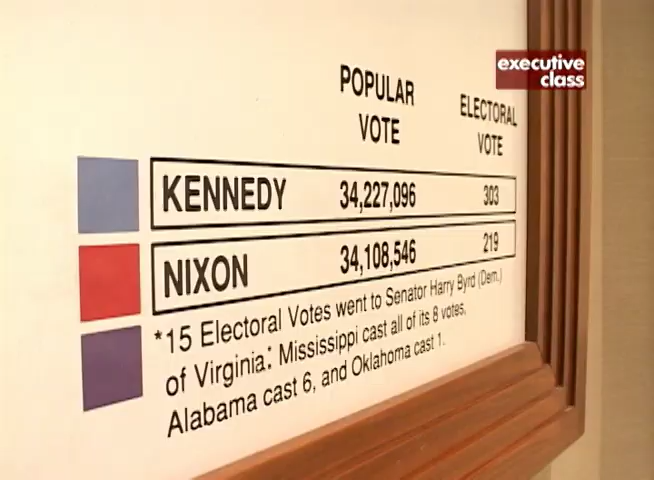 executive
class
POPULAR ELECTORAL
VOTE VOTE
KENNEDY 34,227,096 303
NIXON 34,108,546 219
*15 Electoral Votes went to Senator Harry Byrd (Dem.)
of Virginia. Mississippi cast all of its 8 votes,
Alabama cast 6, and Oklahoma cast 1.